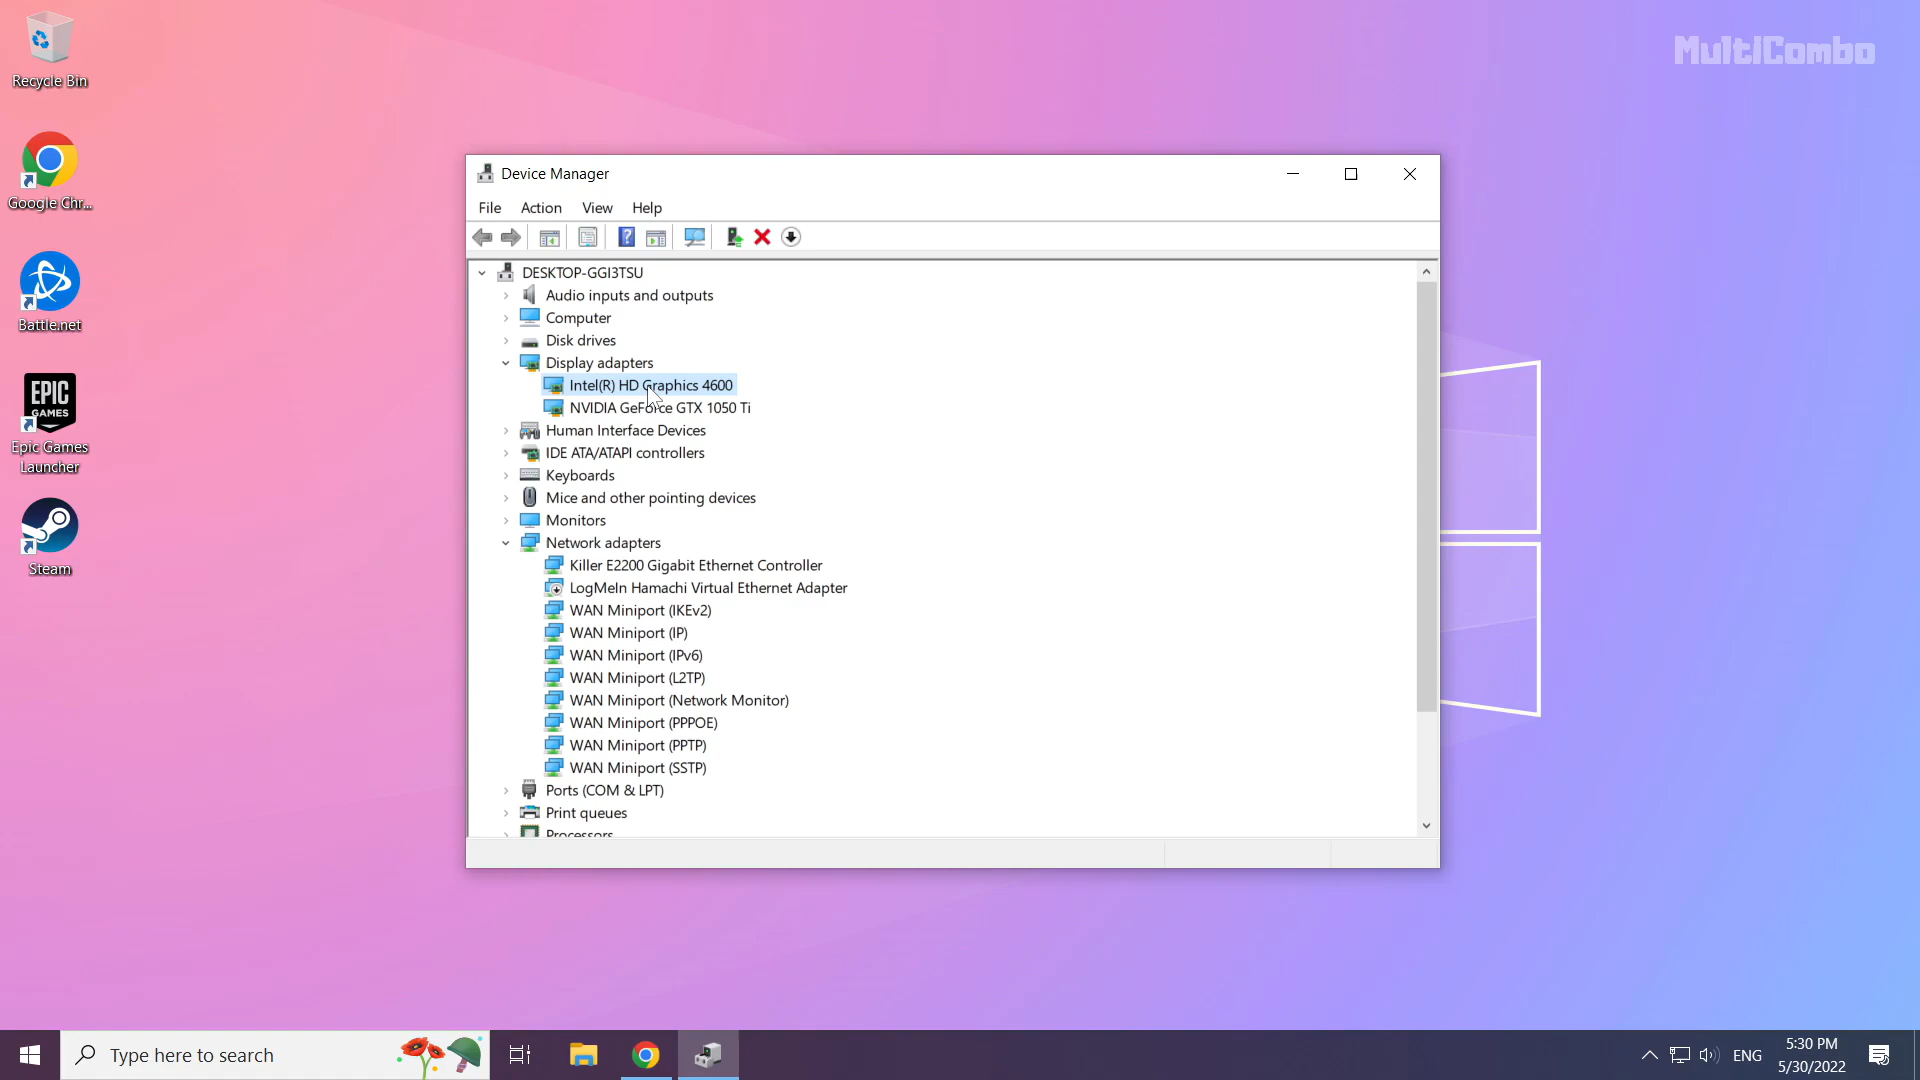 MultiCombo
Recycle Bin
Google Chr...
Battle.net
EPIC
GAMES
Epic Games
Launcher
Steam
Device Manager
File Action View Help
DESKTOP-GGI3TSU
Audio inputs and outputs
Computer
Disk drives
Display adapters
Intel(R) HD Graphics 4600
NVIDIA GeForce GTX 1050 Ti
Human Interface Devices
IDE ATA/ATAPI controllers
Keyboards
Mice and other pointing devices
Monitors
Network adapters
Killer E2200 Gigabit Ethernet Controller
LogMeIn Hamachi Virtual Ethernet Adapter
WAN Miniport (IKEv2)
WAN Miniport (IP)
WAN Miniport (IPv6)
WAN Miniport (L2TP)
WAN Miniport (Network Monitor)
WAN Miniport (PPPOE)
WAN Miniport (PPTP)
WAN Miniport (SSTP)
Ports (COM & LPT)
Print queues
Processors
Type here to search
ENG
5:30 PM
5/30/2022